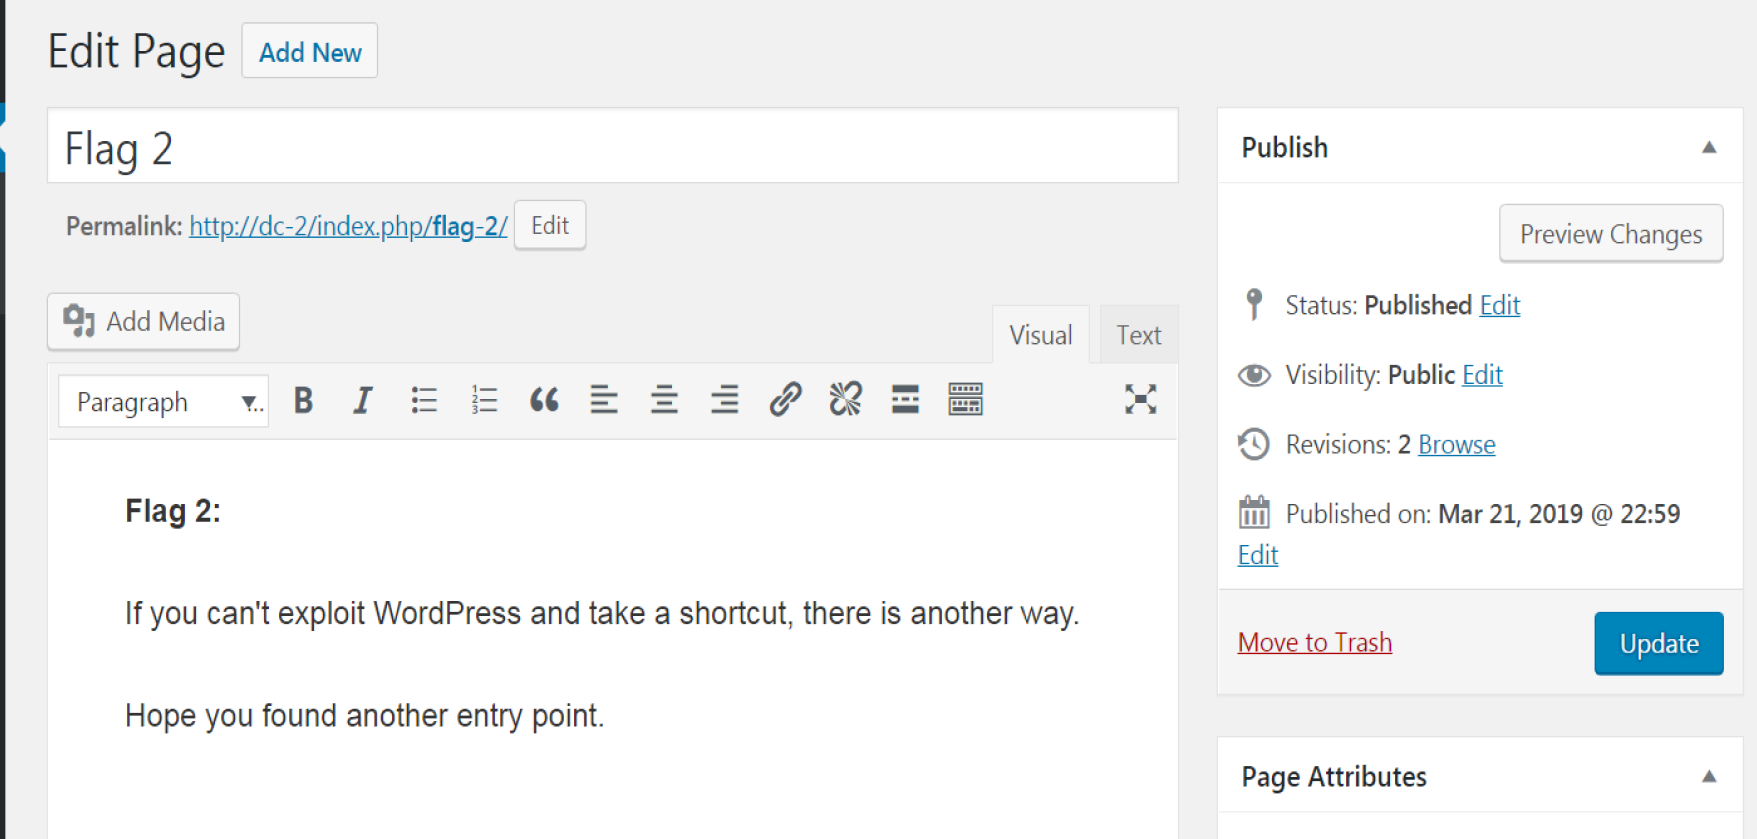 Edit Page Add New
Flag 2
Permalink: http://dc-2/index.php/flag-2/ Edit
Add Media
Visual Text
Paragraph
Flag 2:
If you can't exploit WordPress and take a shortcut, there is another way.
Hope you found another entry point.
Publish
Preview Changes
Status: Published Edit
Visibility: Public Edit
Revisions: 2 Browse
Published on: Mar 21, 2019 @ 22:59
Edit
Move to Trash Update
Page Attributes